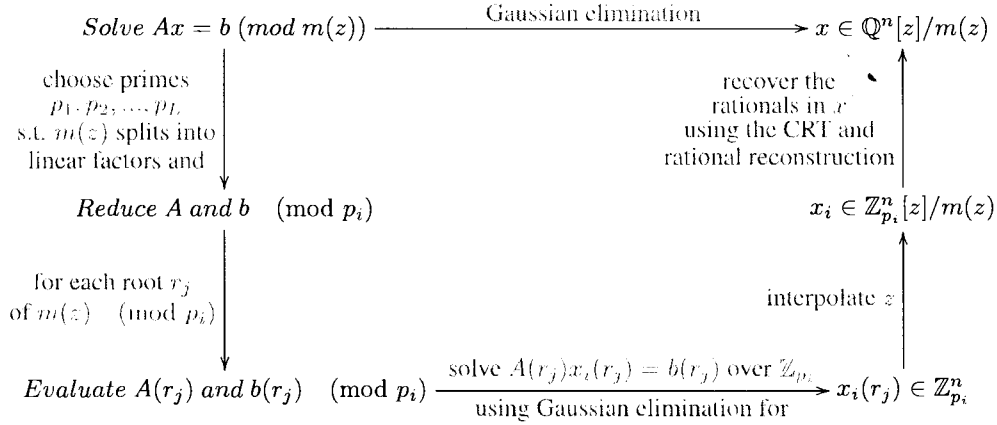 Solve Ax = b (mod m(z))
Gaussian elimination
x ∈ ℚⁿ[z]/m(z)
choose primes
p₁, p₂, ..., p_L
s.t. m(z) splits into
linear factors and
recover the
rationals in x
using the CRT and
rational reconstruction
Reduce A and b (mod pᵢ)
xᵢ ∈ ℤⁿ_{pᵢ}[z]/m(z)
for each root rⱼ
of m(z) (mod pᵢ)
interpolate z
Evaluate A(rⱼ) and b(rⱼ) (mod pᵢ)
solve A(rⱼ)xᵢ(rⱼ) = b(rⱼ) over ℤ_{pᵢ}
using Gaussian elimination for
xᵢ(rⱼ) ∈ ℤⁿ_{pᵢ}